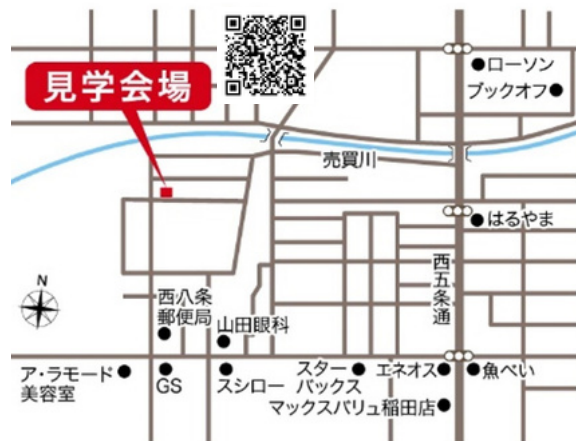 ローソン
ブックオフ
見学会場
売買川
はるやま
西五条通
N
西八条
郵便局
山田眼科
ア・ラモード
美容室
GS
スシロー
スター
バックス
エネオス
魚べい
マックスバリュ稲田店